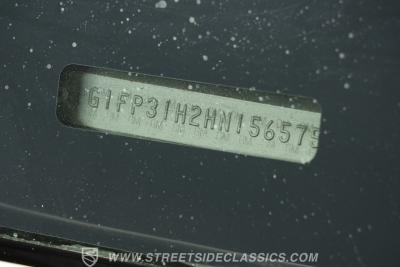 G1FP31H2HN156575
WWW.STREETSIDECLASSICS.COM